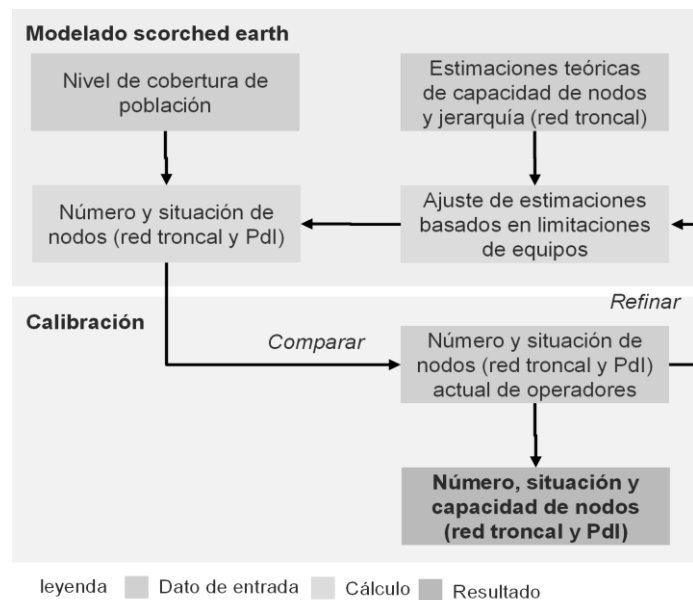 Modelado scorched earth
Nivel de cobertura de
población
Estimaciones teóricas
de capacidad de nodos
y jerarquía (red troncal)
Número y situación de
nodos (red troncal y PdI)
Ajuste de estimaciones
basados en limitaciones
de equipos
Refinar
Calibración
Comparar
Número y situación de
nodos (red troncal y PdI)
actual de operadores
Número, situación y
capacidad de nodos
(red troncal y PdI)
leyenda Dato de entrada Cálculo Resultado